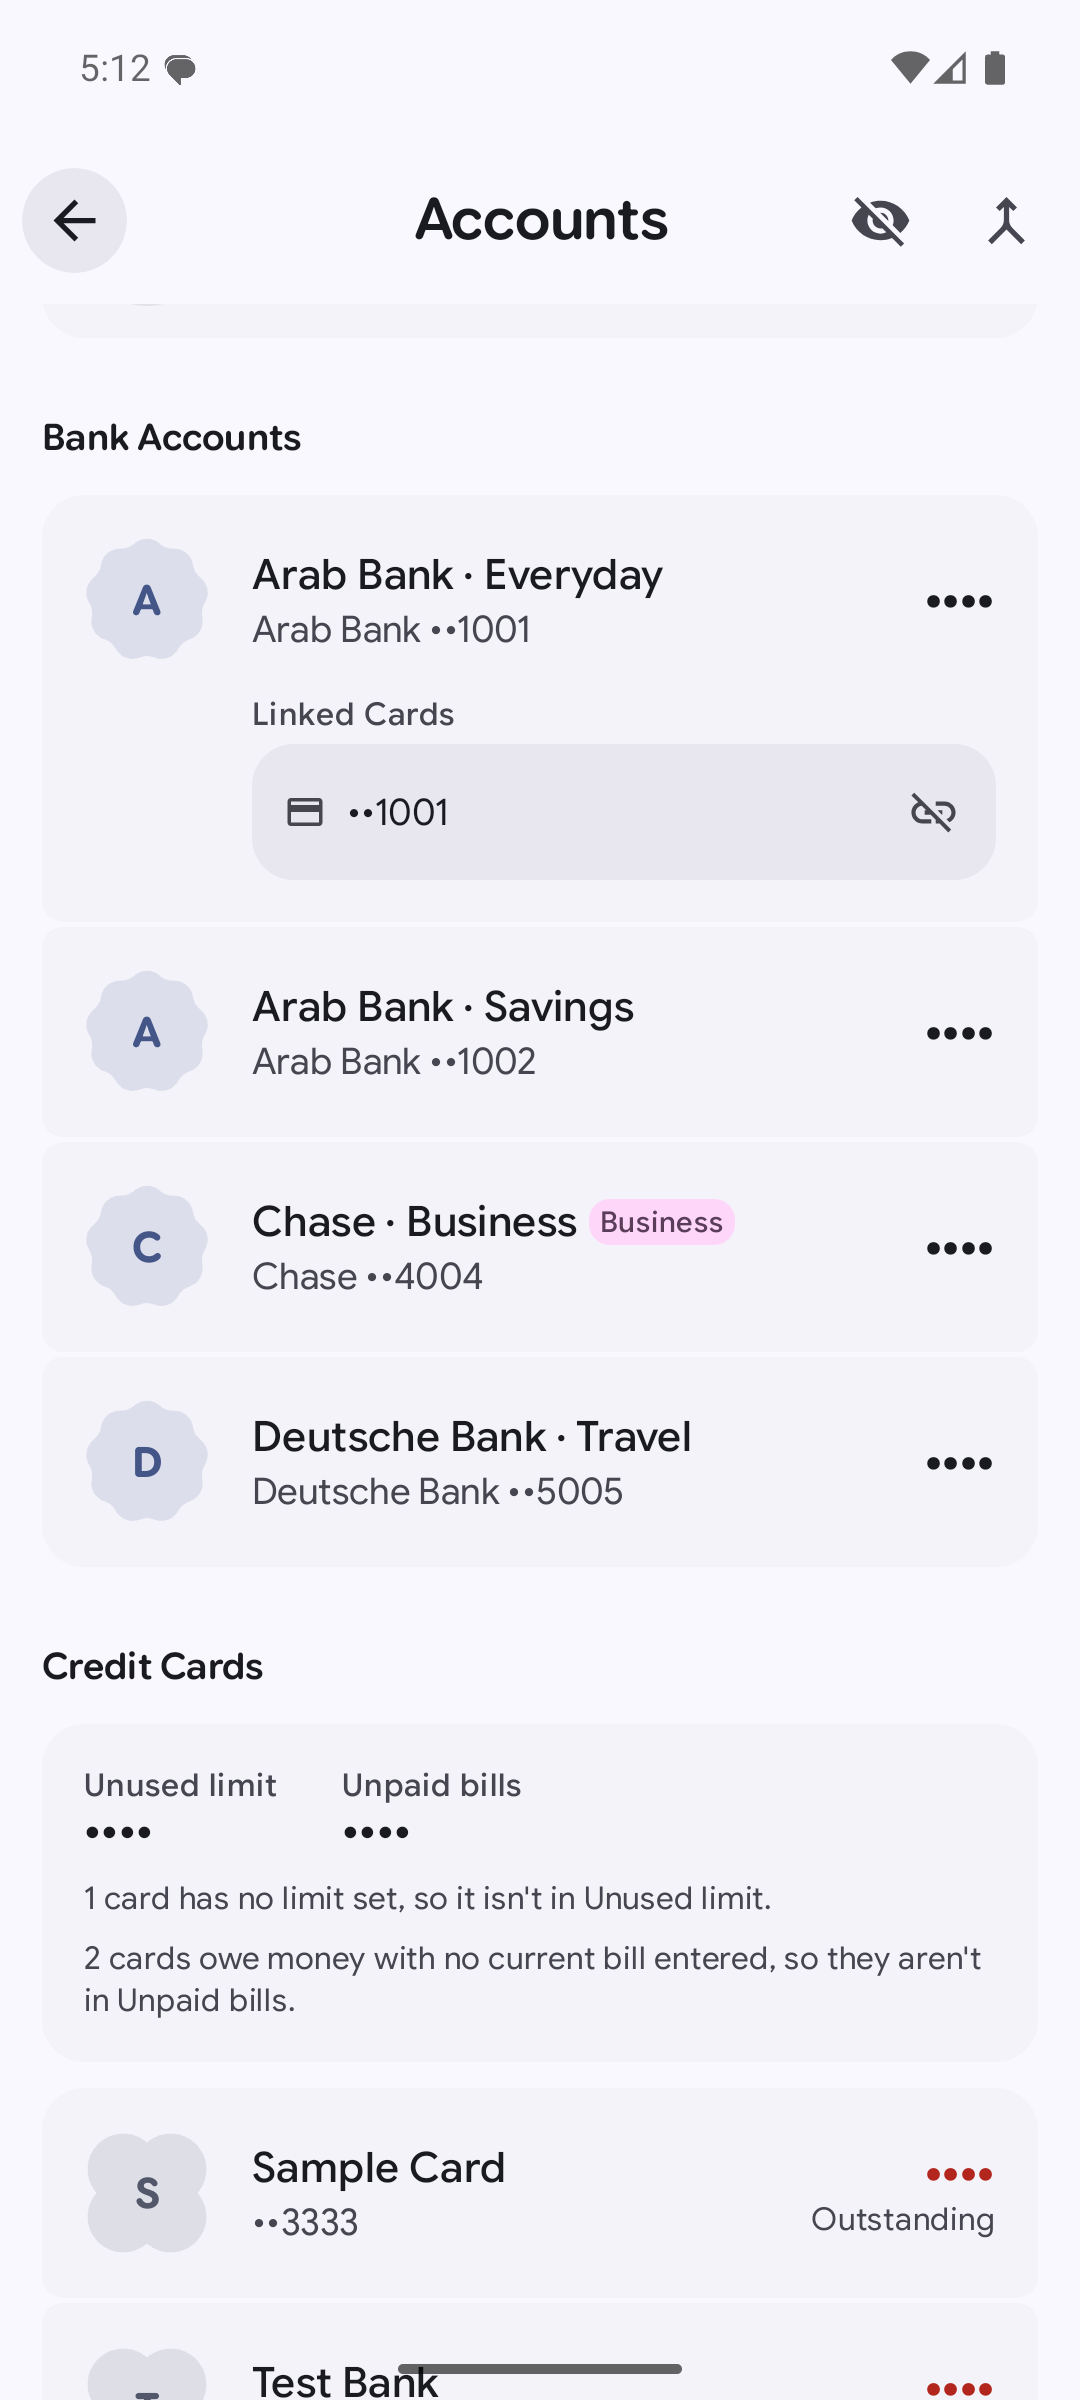 5:12
Accounts
Bank Accounts
A
Arab Bank · Everyday
Arab Bank ••1001
••••
Linked Cards
••1001
A
Arab Bank · Savings
Arab Bank ••1002
••••
C
Chase · Business
Business
Chase ••4004
••••
D
Deutsche Bank · Travel
Deutsche Bank ••5005
••••
Credit Cards
Unused limit
Unpaid bills
••••
••••
1 card has no limit set, so it isn't in Unused limit.
2 cards owe money with no current bill entered, so they aren't
in Unpaid bills.
S
Sample Card
••3333
••••
Outstanding
T
Test Bank
••••